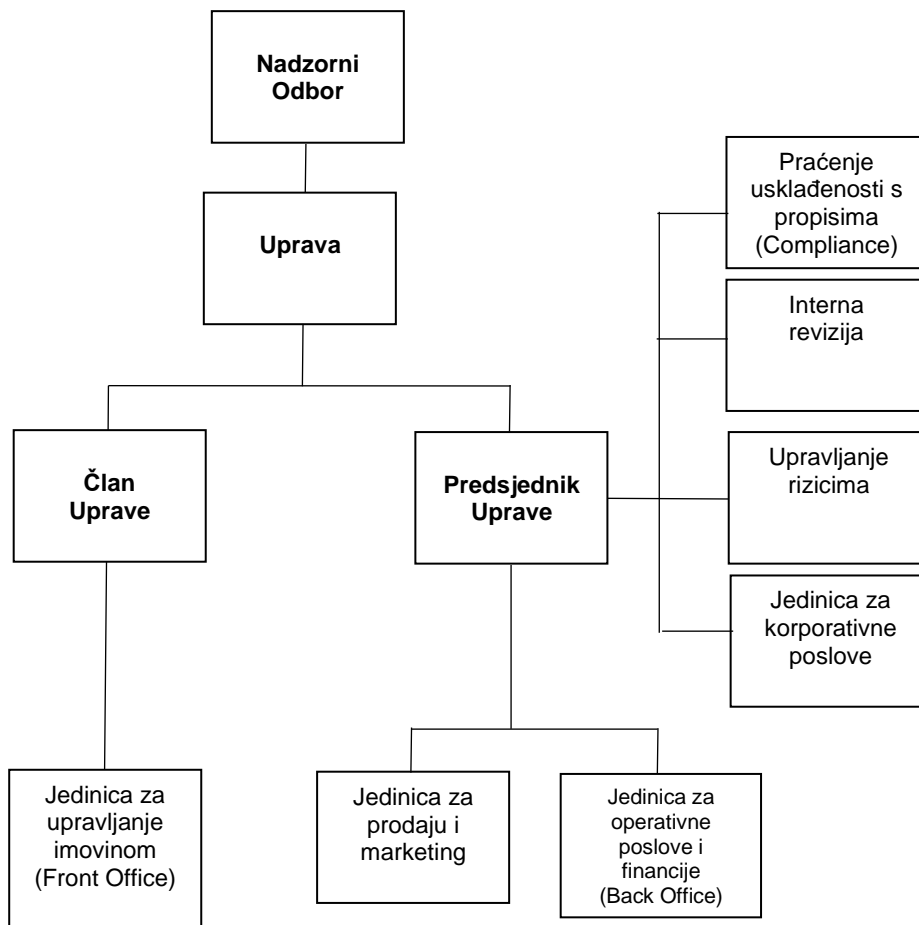 Nadzorni
Odbor
Uprava
Praćenje
usklađenosti s
propisima
(Compliance)
Interna
revizija
Član
Uprave
Predsjednik
Uprave
Upravljanje
rizicima
Jedinica za
korporativne
poslove
Jedinica za
upravljanje
imovinom
(Front Office)
Jedinica za
prodaju i
marketing
Jedinica za
operativne
poslove i
financije
(Back Office)